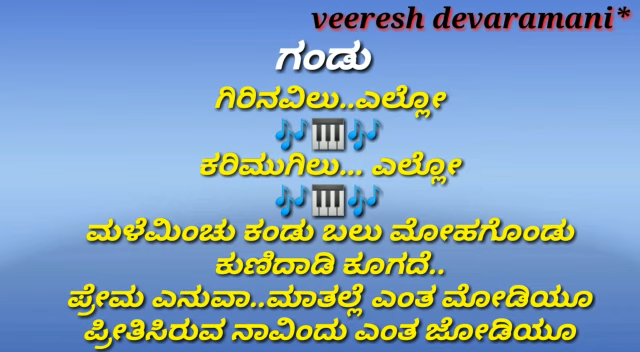 veeresh devaramani*
ಗಂಡು
ಗಿರಿನವಿಲು..ಎಲ್ಲೋ
🎶🎹🎶
ಕರಿಮುಗಿಲು... ಎಲ್ಲೋ
🎶🎹🎶
ಮಳೆಮಿಂಚು ಕಂಡು ಬಲು ಮೋಹಗೊಂಡು
ಕುಣಿದಾಡಿ ಕೂಗದೆ..
ಪ್ರೇಮ ಎನುವಾ..ಮಾತಲ್ಲೆ ಎಂತ ಮೋಡಿಯೂ
ಪ್ರೀತಿಸಿರುವ ನಾವಿಂದು ಎಂತ ಜೋಡಿಯೂ